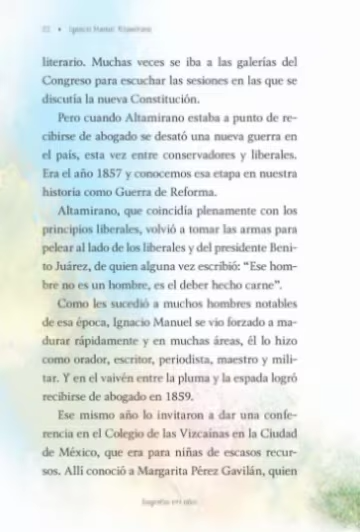 Ignacio Manuel Altamirano
literario. Muchas veces se iba a las galerías del
Congreso para escuchar las sesiones en las que se
discutía la nueva Constitución.
Pero cuando Altamirano estaba a punto de re-
cibirse de abogado se desató una nueva guerra en
el país, esta vez entre conservadores y liberales.
Era el año 1857 y conocemos esa etapa en nuestra
historia como Guerra de Reforma.
Altamirano, que coincidía plenamente con los
principios liberales, volvió a tomar las armas para
pelear al lado de los liberales y del presidente Beni-
to Juárez, de quien alguna vez escribió: “Ese hom-
bre no es un hombre, es el deber hecho carne”.
Como les sucedió a muchos hombres notables
de esa época, Ignacio Manuel se vio forzado a ma-
durar rápidamente y en muchas áreas, él lo hizo
como orador, escritor, periodista, maestro y mili-
tar. Y en el vaivén entre la pluma y la espada logró
recibirse de abogado en 1859.
Ese mismo año lo invitaron a dar una confe-
rencia en el Colegio de las Vizcaínas en la Ciudad
de México, que era para niñas de escasos recur-
sos. Allí conoció a Margarita Pérez Gavilán, quien